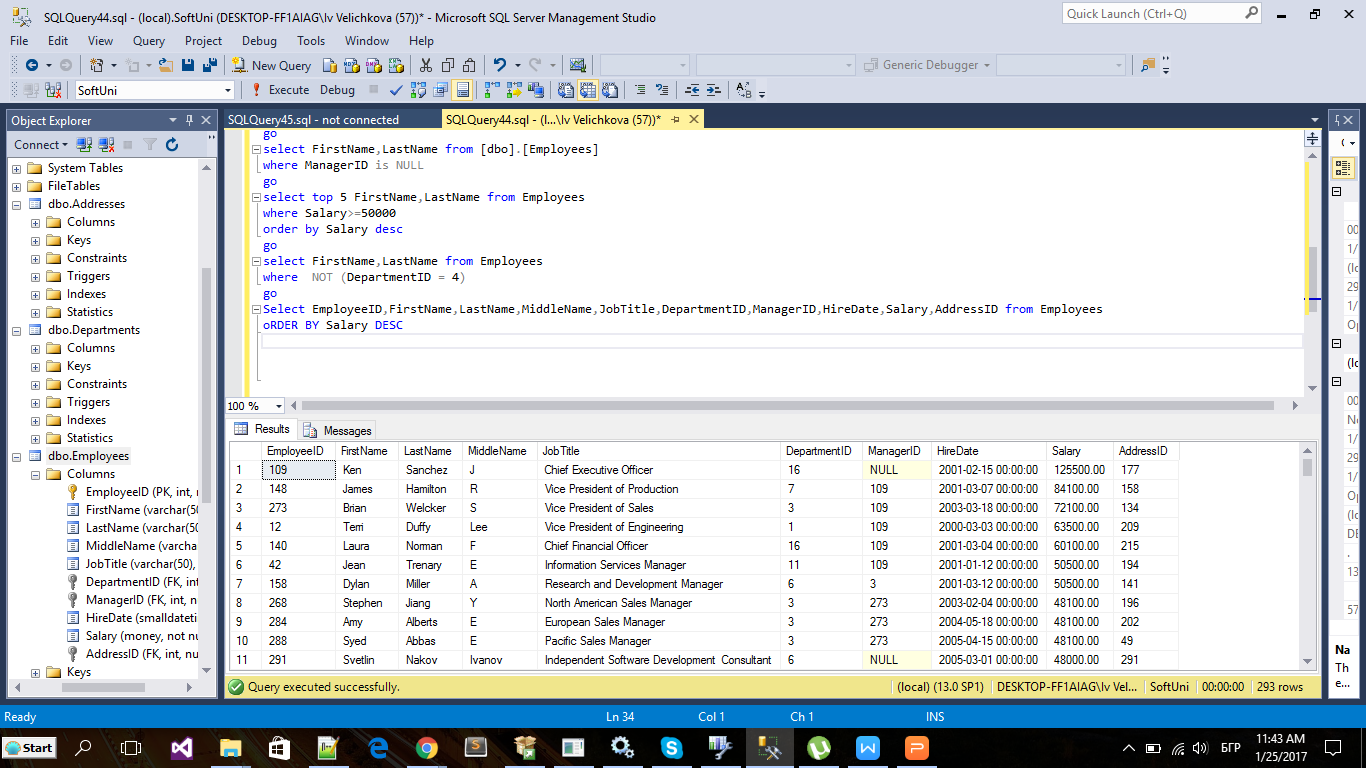 SQLQuery44.sql - (local).SoftUni (DESKTOP-FF1AIAG\Iv Velichkova (57))* - Microsoft SQL Server Management Studio
Quick Launch (Ctrl+Q)
File Edit View Query Project Debug Tools Window Help
New Query
Generic Debugger
SoftUni
Execute Debug
Object Explorer
SQLQuery45.sql - not connected
SQLQuery44.sql - (l...\Iv Velichkova (57))*
Connect
System Tables
FileTables
dbo.Addresses
Columns
Keys
Constraints
Triggers
Indexes
Statistics
dbo.Departments
Columns
Keys
Constraints
Triggers
Indexes
Statistics
dbo.Employees
Columns
EmployeeID (PK, int,
FirstName (varchar(50
LastName (varchar(50
MiddleName (varcha
JobTitle (varchar(50),
DepartmentID (FK, int
ManagerID (FK, int, n
HireDate (smalldateti
Salary (money, not nu
AddressID (FK, int, nu
Keys
go
select FirstName,LastName from [dbo].[Employees]
where ManagerID is NULL
go
select top 5 FirstName,LastName from Employees
where Salary>=50000
order by Salary desc
go
select FirstName,LastName from Employees
where NOT (DepartmentID = 4)
go
Select EmployeeID,FirstName,LastName,MiddleName,JobTitle,DepartmentID,ManagerID,HireDate,Salary,AddressID from Employees
oRDER BY Salary DESC
100 %
Results Messages
EmployeeID FirstName LastName MiddleName JobTitle DepartmentID ManagerID HireDate Salary AddressID
1 109 Ken Sanchez J Chief Executive Officer 16 NULL 2001-02-15 00:00:00 125500.00 177
2 148 James Hamilton R Vice President of Production 7 109 2001-03-07 00:00:00 84100.00 158
3 273 Brian Welcker S Vice President of Sales 3 109 2003-03-18 00:00:00 72100.00 134
4 12 Terri Duffy Lee Vice President of Engineering 1 109 2000-03-03 00:00:00 63500.00 209
5 140 Laura Norman F Chief Financial Officer 16 109 2001-03-04 00:00:00 60100.00 215
6 42 Jean Trenary E Information Services Manager 11 109 2001-01-12 00:00:00 50500.00 194
7 158 Dylan Miller A Research and Development Manager 6 3 2001-03-12 00:00:00 50500.00 141
8 268 Stephen Jiang Y North American Sales Manager 3 273 2003-02-04 00:00:00 48100.00 196
9 284 Amy Alberts E European Sales Manager 3 273 2004-05-18 00:00:00 48100.00 202
10 288 Syed Abbas E Pacific Sales Manager 3 273 2005-04-15 00:00:00 48100.00 49
11 291 Svetlin Nakov Ivanov Independent Software Development Consultant 6 NULL 2005-03-01 00:00:00 48000.00 291
Query executed successfully.
(local) (13.0 SP1) DESKTOP-FF1AIAG\Iv Vel... SoftUni 00:00:00 293 rows
00
1/
(lo
29
1/
Op
(lo
00
No
1/
29
1/
Op
(lo
DE
.
13
57
Na
Th
e...
Ready Ln 34 Col 1 Ch 1 INS
Start
БГР
11:43 AM
1/25/2017